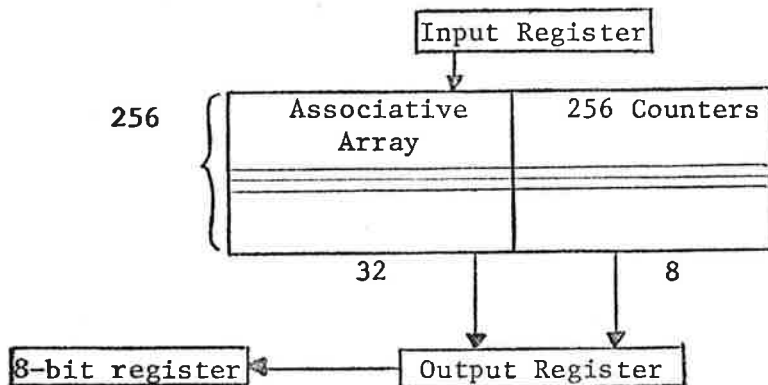 Input Register
256
Associative
Array
256 Counters
32
8
8-bit register
Output Register